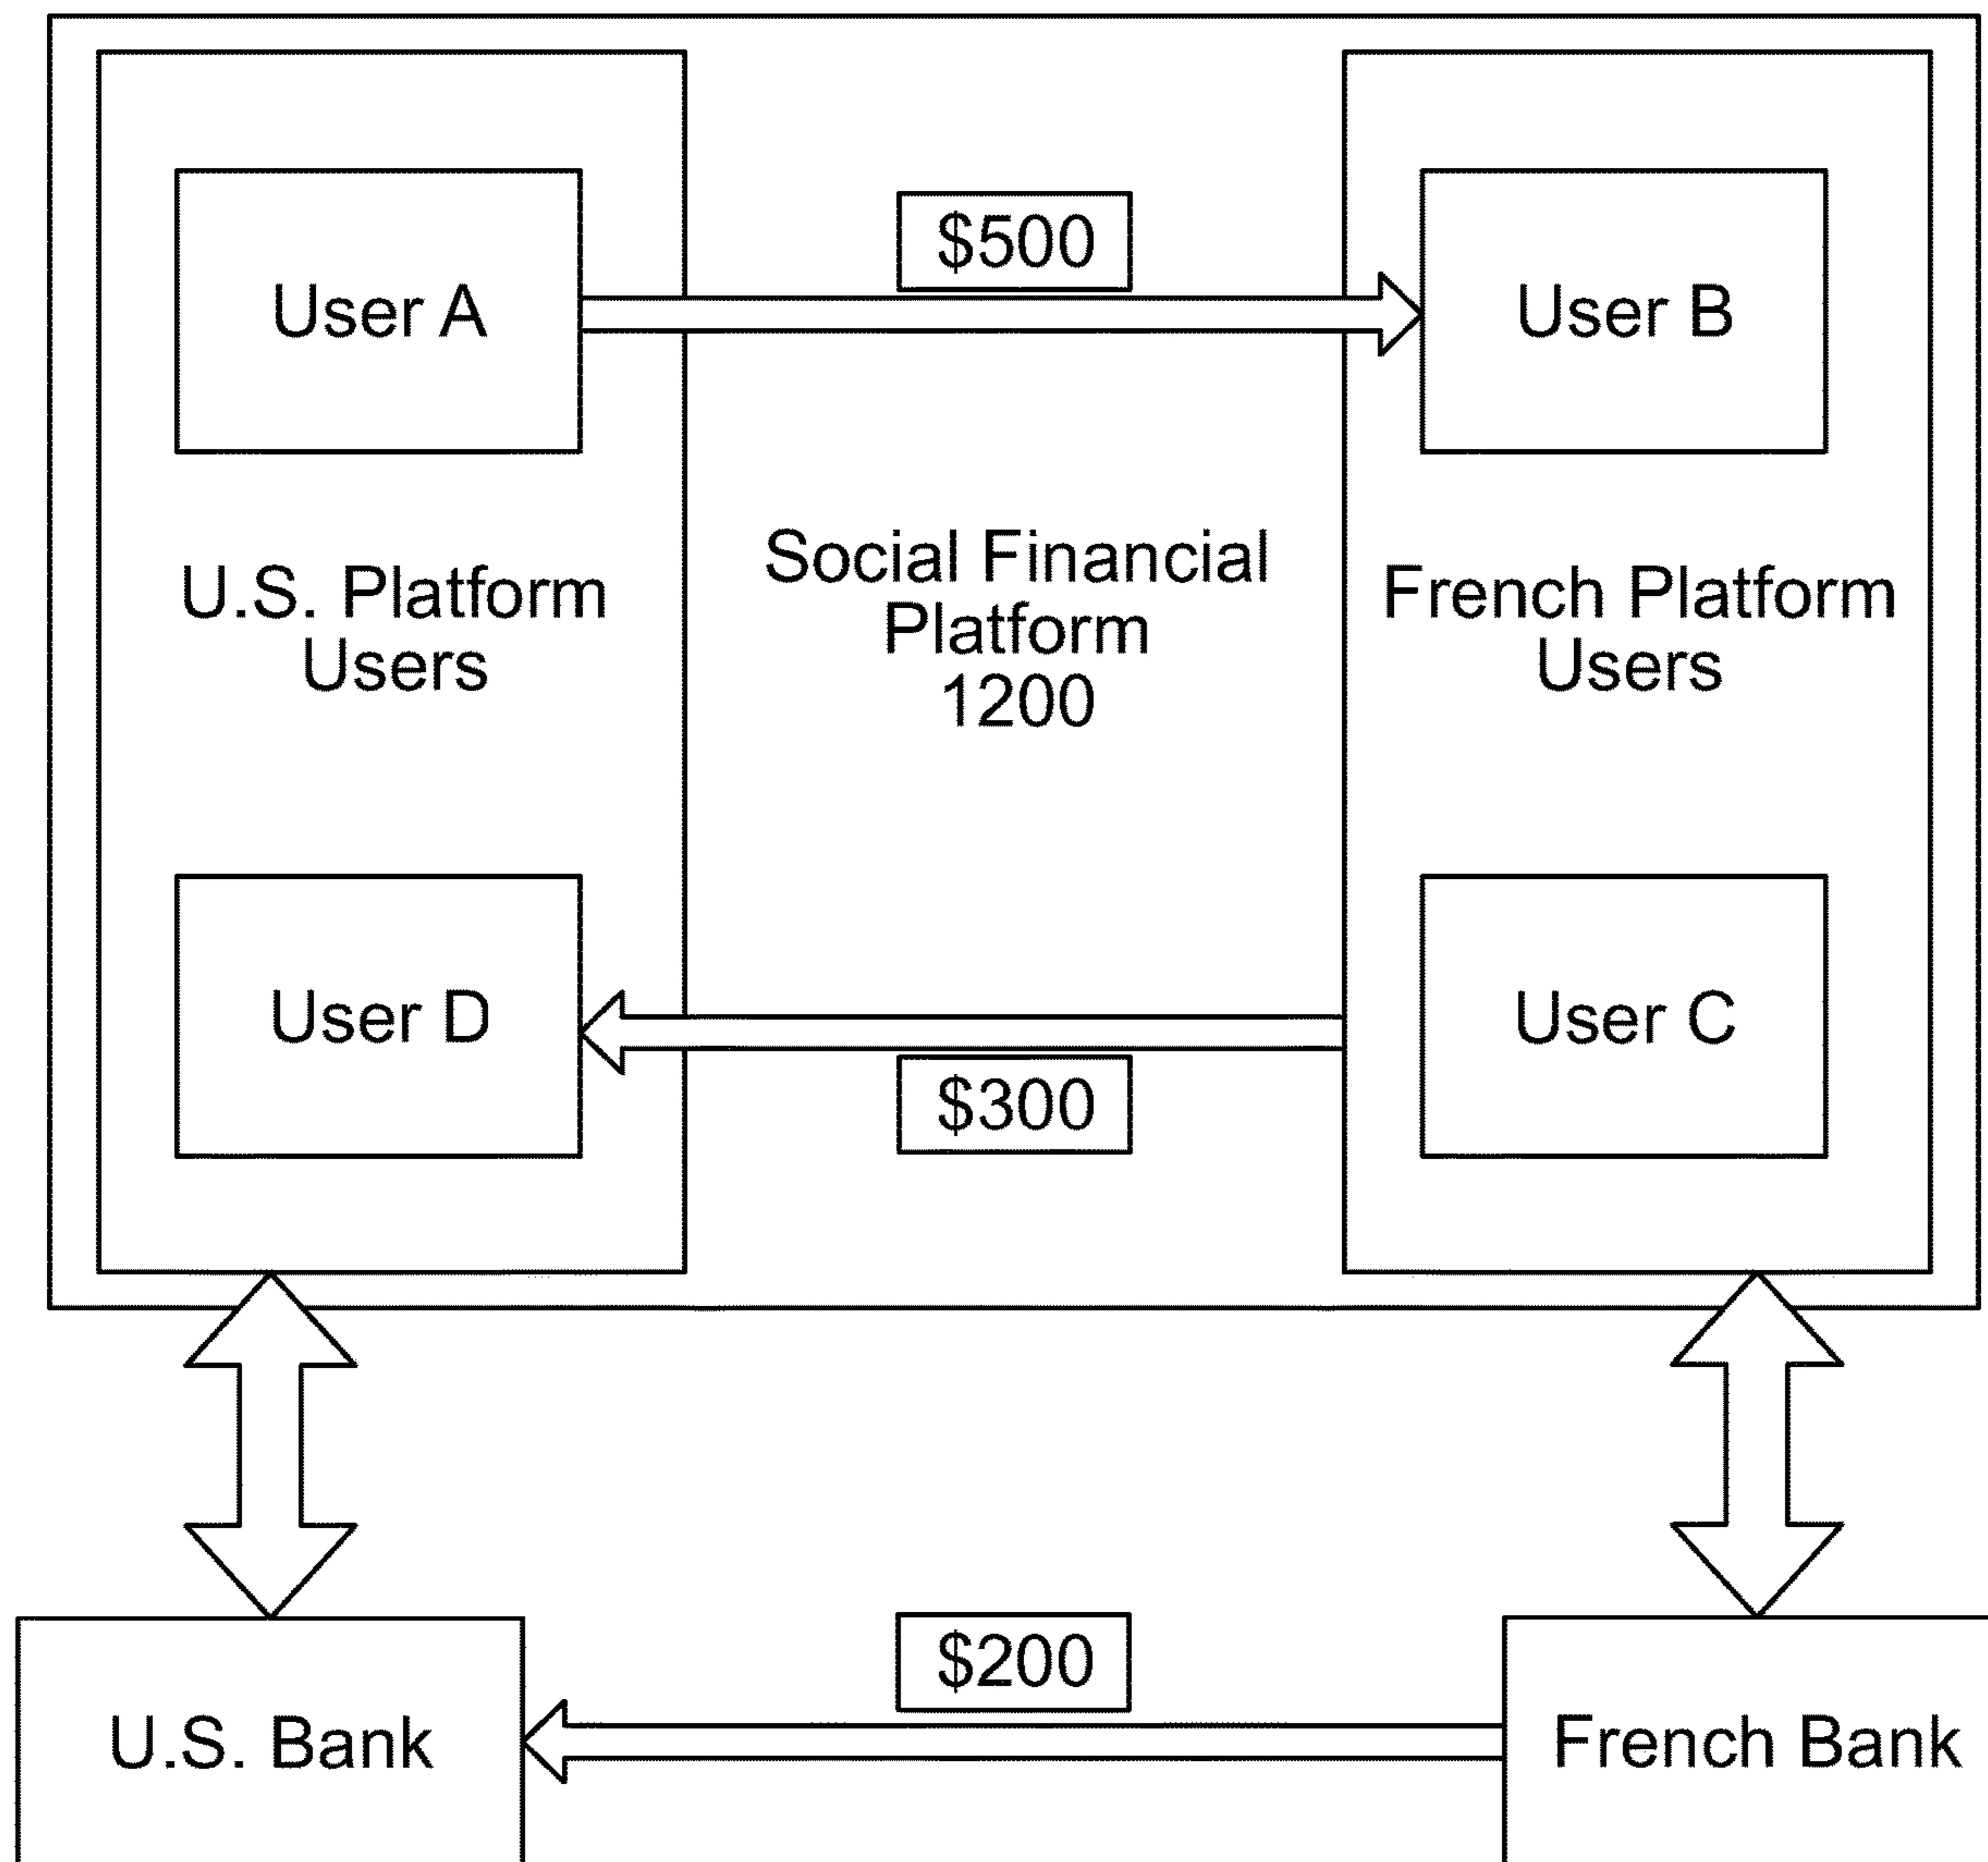 $500
User A
User B
Social Financial
Platform
1200
U.S. Platform
Users
French Platform
Users
User D
User C
$300
$200
U.S. Bank
French Bank